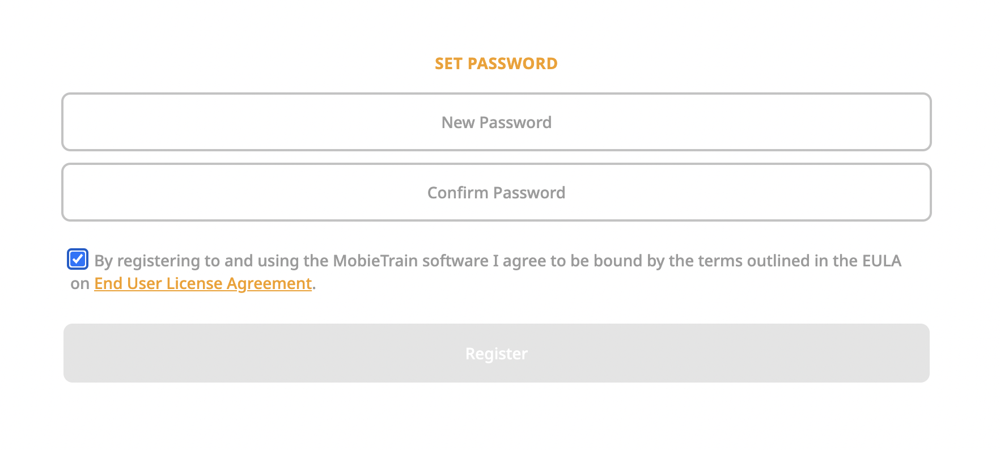 SET PASSWORD
New Password
Confirm Password
By registering to and using the MobieTrain software I agree to be bound by the terms outlined in the EULA
on End User License Agreement.
Register